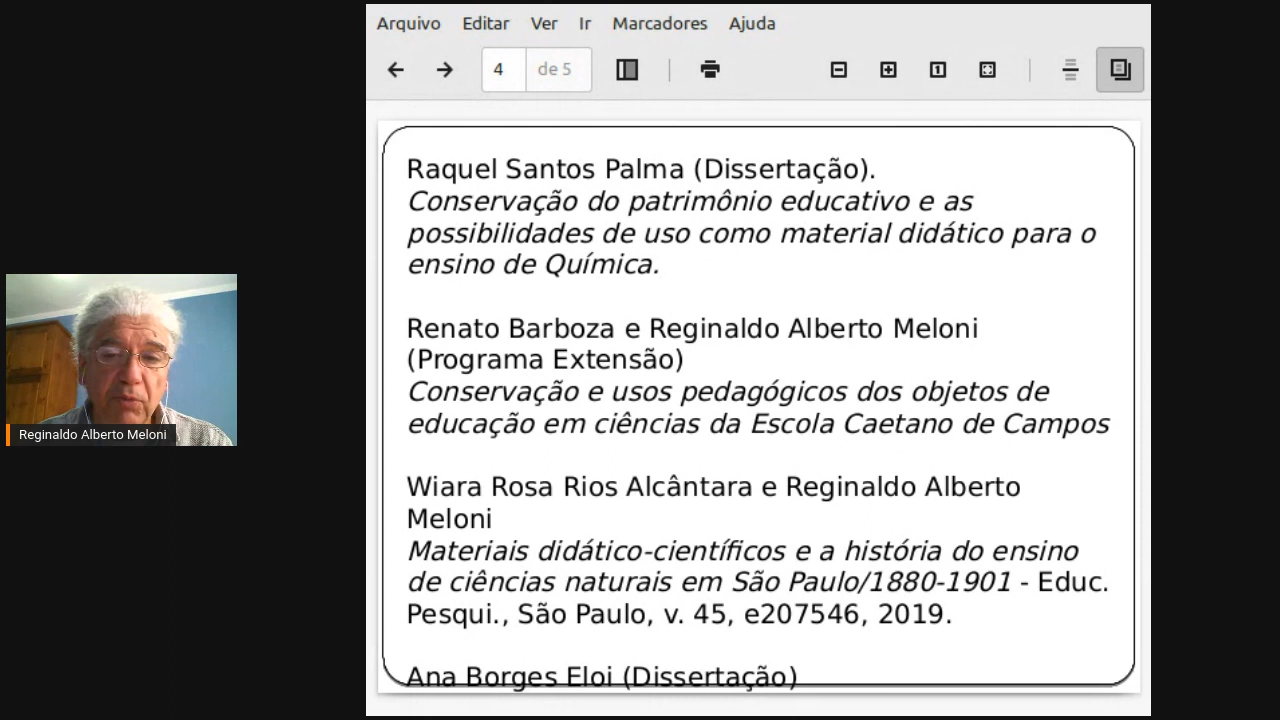 Arquivo Editar Ver Ir Marcadores Ajuda
4 de 5
Raquel Santos Palma (Dissertação).
Conservação do patrimônio educativo e as
possibilidades de uso como material didático para o
ensino de Química.
Renato Barboza e Reginaldo Alberto Meloni
(Programa Extensão)
Conservação e usos pedagógicos dos objetos de
educação em ciências da Escola Caetano de Campos
Wiara Rosa Rios Alcântara e Reginaldo Alberto
Meloni
Materiais didático-científicos e a história do ensino
de ciências naturais em São Paulo/1880-1901 - Educ.
Pesqui., São Paulo, v. 45, e207546, 2019.
Ana Borges Eloi (Dissertação)
Reginaldo Alberto Meloni